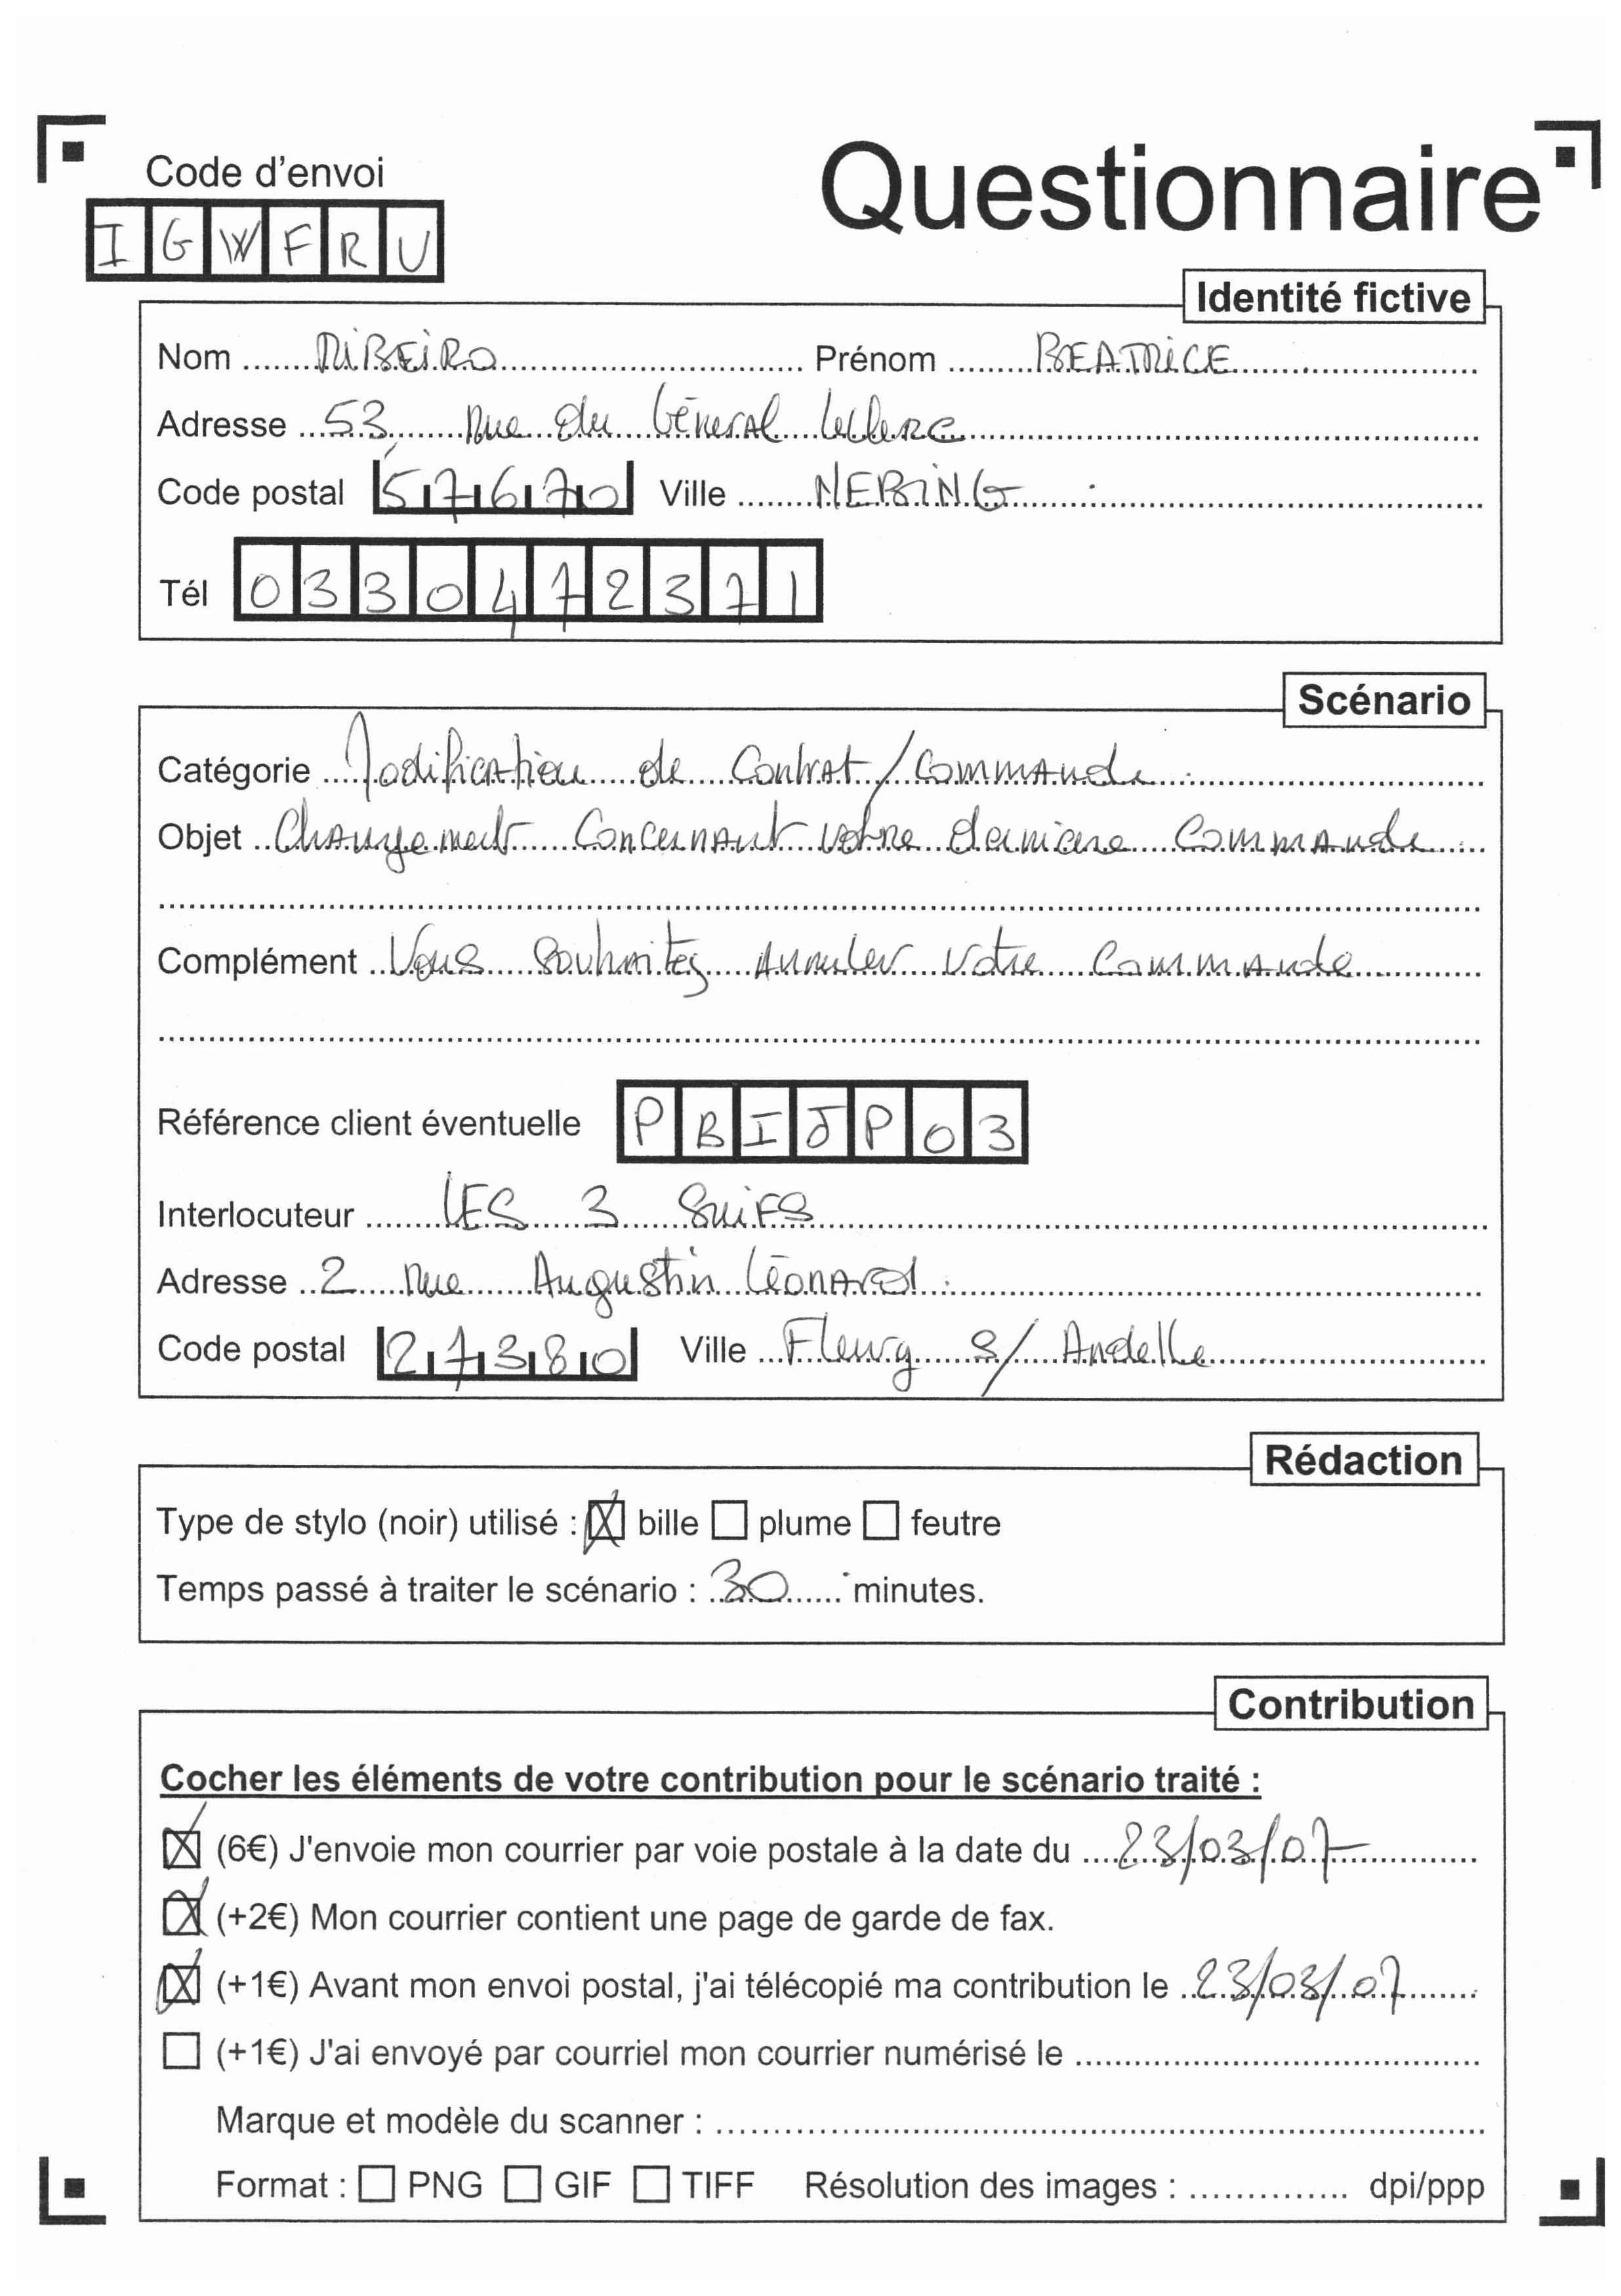 Code d'envoi
Questionnaire
IGWFRU
Identité fictive
Nom RIBEIRO Prénom BEATRICE
Adresse 53, Rue du Général Leclerc
Code postal 57670 Ville NEBING
Tél 0330472371
Scénario
Catégorie Modification de Contrat/Commande
Objet Changement Concernant votre derniere Commande
Complément Vous Souhaitez Annuler Votre Commande
Référence client éventuelle PBIJP03
Interlocuteur LES 3 SUiFS
Adresse 2 Rue Augustin Léonard
Code postal 27380 Ville Fleury S/ Andelle
Rédaction
Type de stylo (noir) utilisé : ☒ bille ☐ plume ☐ feutre
Temps passé à traiter le scénario : 30 minutes.
Contribution
Cocher les éléments de votre contribution pour le scénario traité :
☒ (6€) J'envoie mon courrier par voie postale à la date du 23/03/07
☒ (+2€) Mon courrier contient une page de garde de fax.
☒ (+1€) Avant mon envoi postal, j'ai télécopié ma contribution le 23/03/07
☐ (+1€) J'ai envoyé par courriel mon courrier numérisé le
Marque et modèle du scanner :
Format : ☐ PNG ☐ GIF ☐ TIFF Résolution des images : dpi/ppp